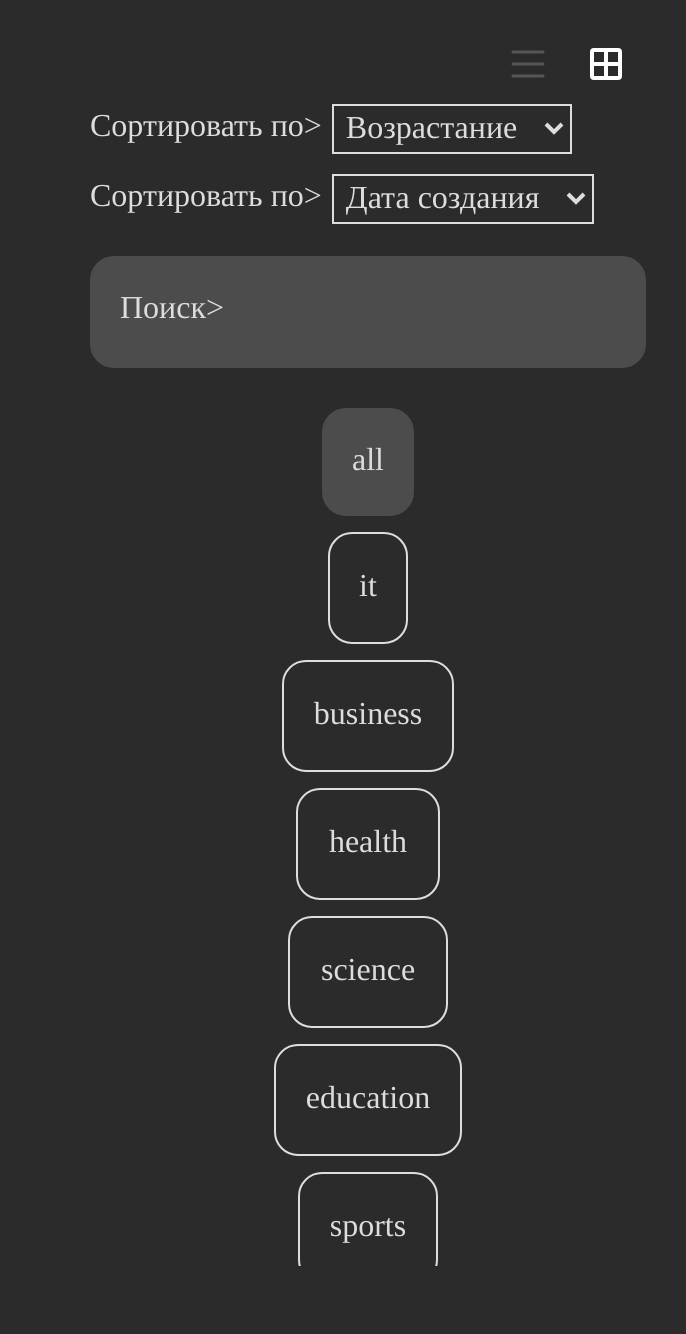 Сортировать по> Возрастание
Сортировать по> Дата создания
Поиск>
all
it
business
health
science
education
sports